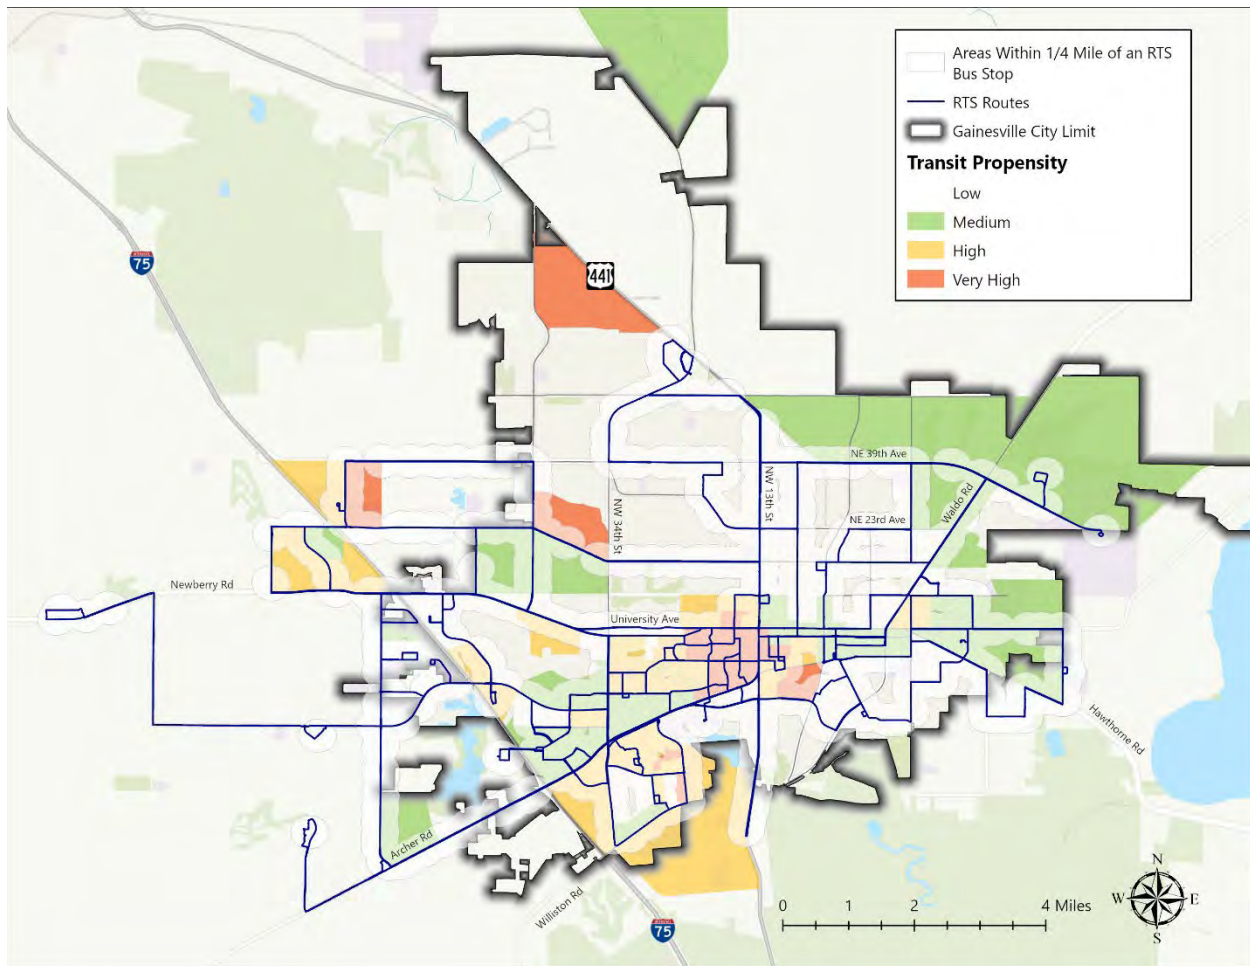 Areas Within 1/4 Mile of an RTS
Bus Stop
RTS Routes
Gainesville City Limit
Transit Propensity
Low
Medium
High
Very High
75
441
NE 39th Ave
NW 13th St
Waldo Rd
NW 34th St
NE 23rd Ave
Newberry Rd
University Ave
Hawthorne Rd
Archer Rd
Williston Rd
75
0 1 2 4 Miles
N
W E
S